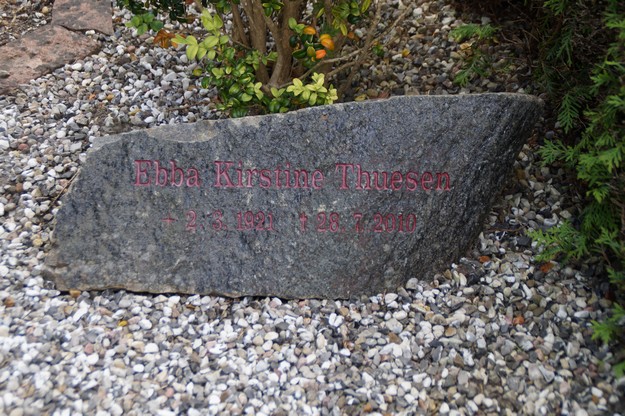 Ebba Kirstine Thuesen
+ 2. 3. 1921 † 28. 7. 2010